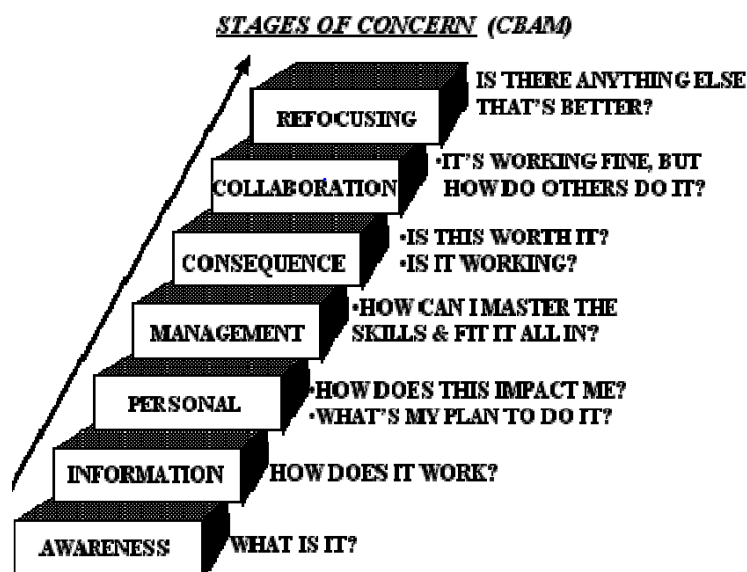 STAGES OF CONCERN (CBAM)
REFOCUSING
IS THERE ANYTHING ELSE
THAT'S BETTER?
COLLABORATION
•IT'S WORKING FINE, BUT
HOW DO OTHERS DO IT?
CONSEQUENCE
•IS THIS WORTH IT?
•IS IT WORKING?
MANAGEMENT
•HOW CAN I MASTER THE
SKILLS & FIT IT ALL IN?
PERSONAL
•HOW DOES THIS IMPACT ME?
•WHAT'S MY PLAN TO DO IT?
INFORMATION
HOW DOES IT WORK?
AWARENESS
WHAT IS IT?